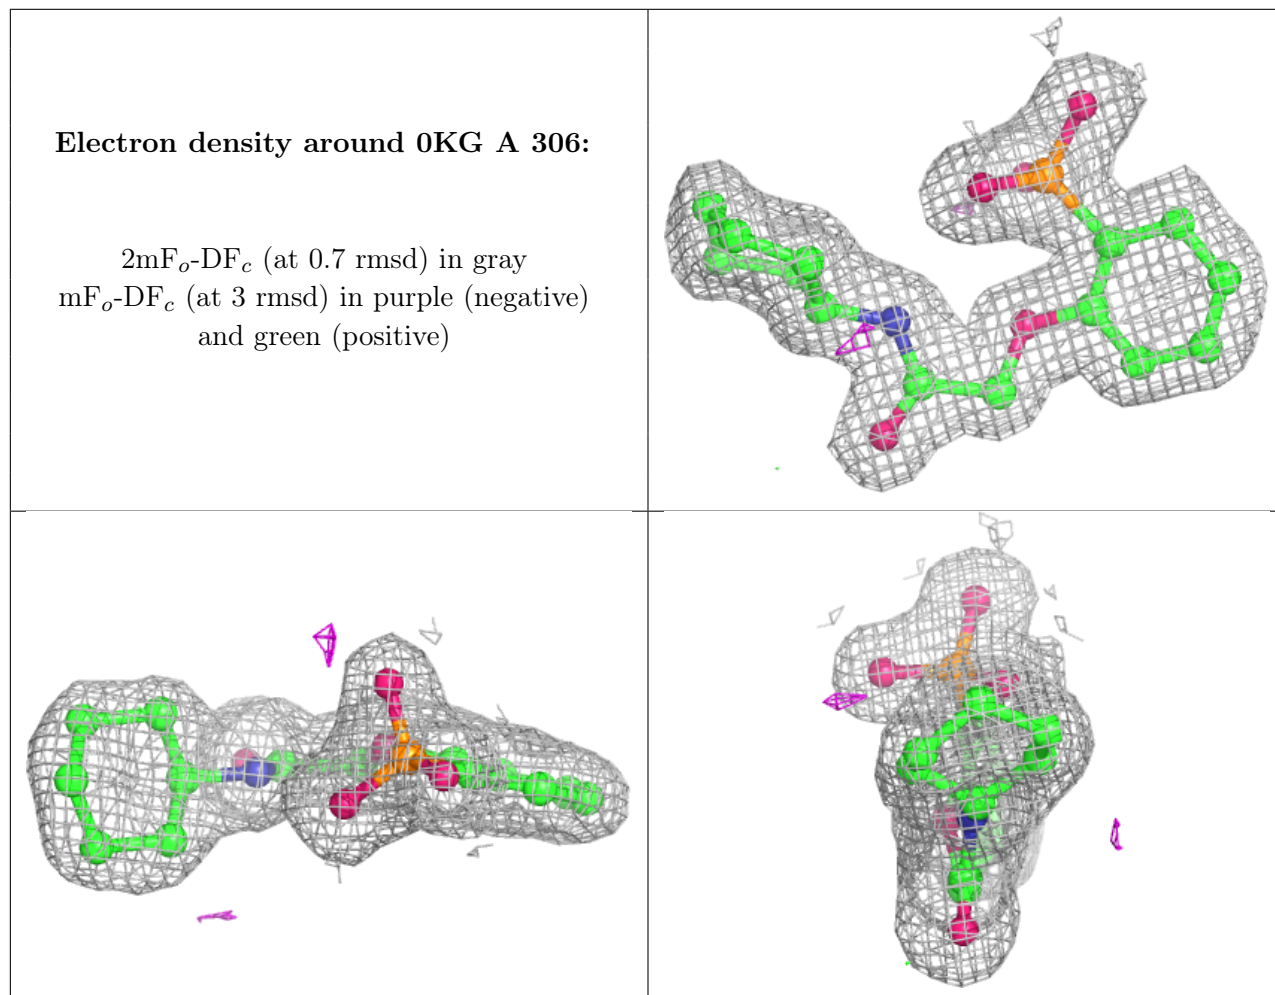 Electron density around 0KG A 306:
2mFo-DFc (at 0.7 rmsd) in gray
mFo-DFc (at 3 rmsd) in purple (negative)
and green (positive)